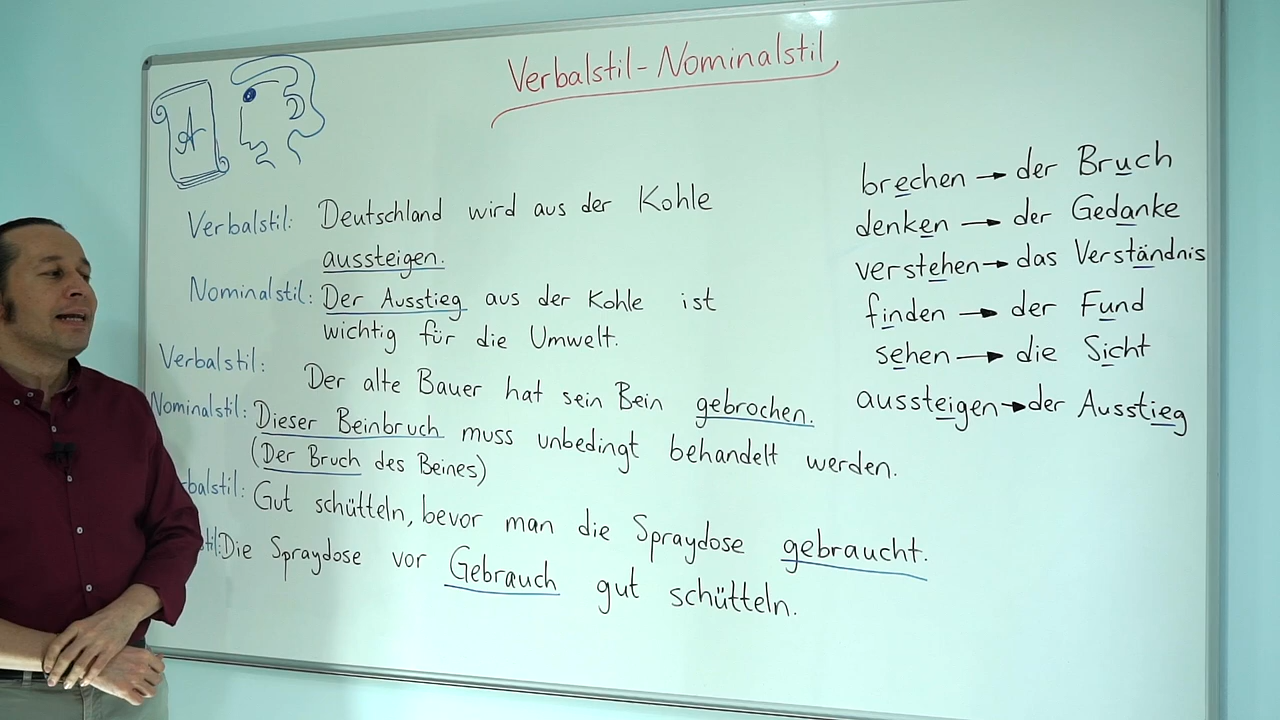 Verbalstil-Nominalstil
A
Verbalstil: Deutschland wird aus der Kohle
aussteigen.
Nominalstil: Der Ausstieg aus der Kohle ist
wichtig für die Umwelt.
Verbalstil: Der alte Bauer hat sein Bein gebrochen.
Nominalstil: Dieser Beinbruch muss unbedingt behandelt werden.
(Der Bruch des Beines)
balstil: Gut schütteln, bevor man die Spraydose gebraucht.
til: Die Spraydose vor Gebrauch gut schütteln.
brechen → der Bruch
denken → der Gedanke
verstehen → das Verständnis
finden → der Fund
sehen → die Sicht
aussteigen → der Ausstieg